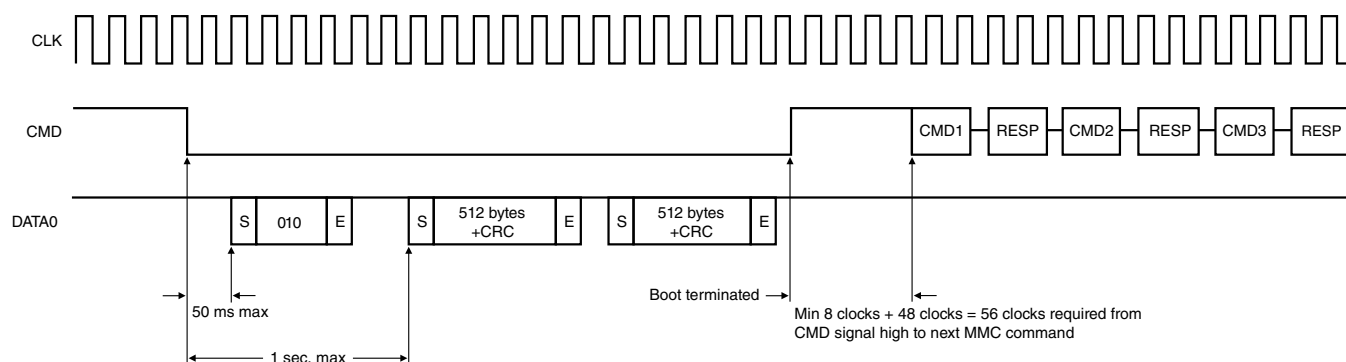 CLK
CMD
CMD1
RESP
CMD2
RESP
CMD3
RESP
DATA0
S
010
E
S
512 bytes
+CRC
E
S
512 bytes
+CRC
E
50 ms max
Boot terminated
Min 8 clocks + 48 clocks = 56 clocks required from
CMD signal high to next MMC command
1 sec. max